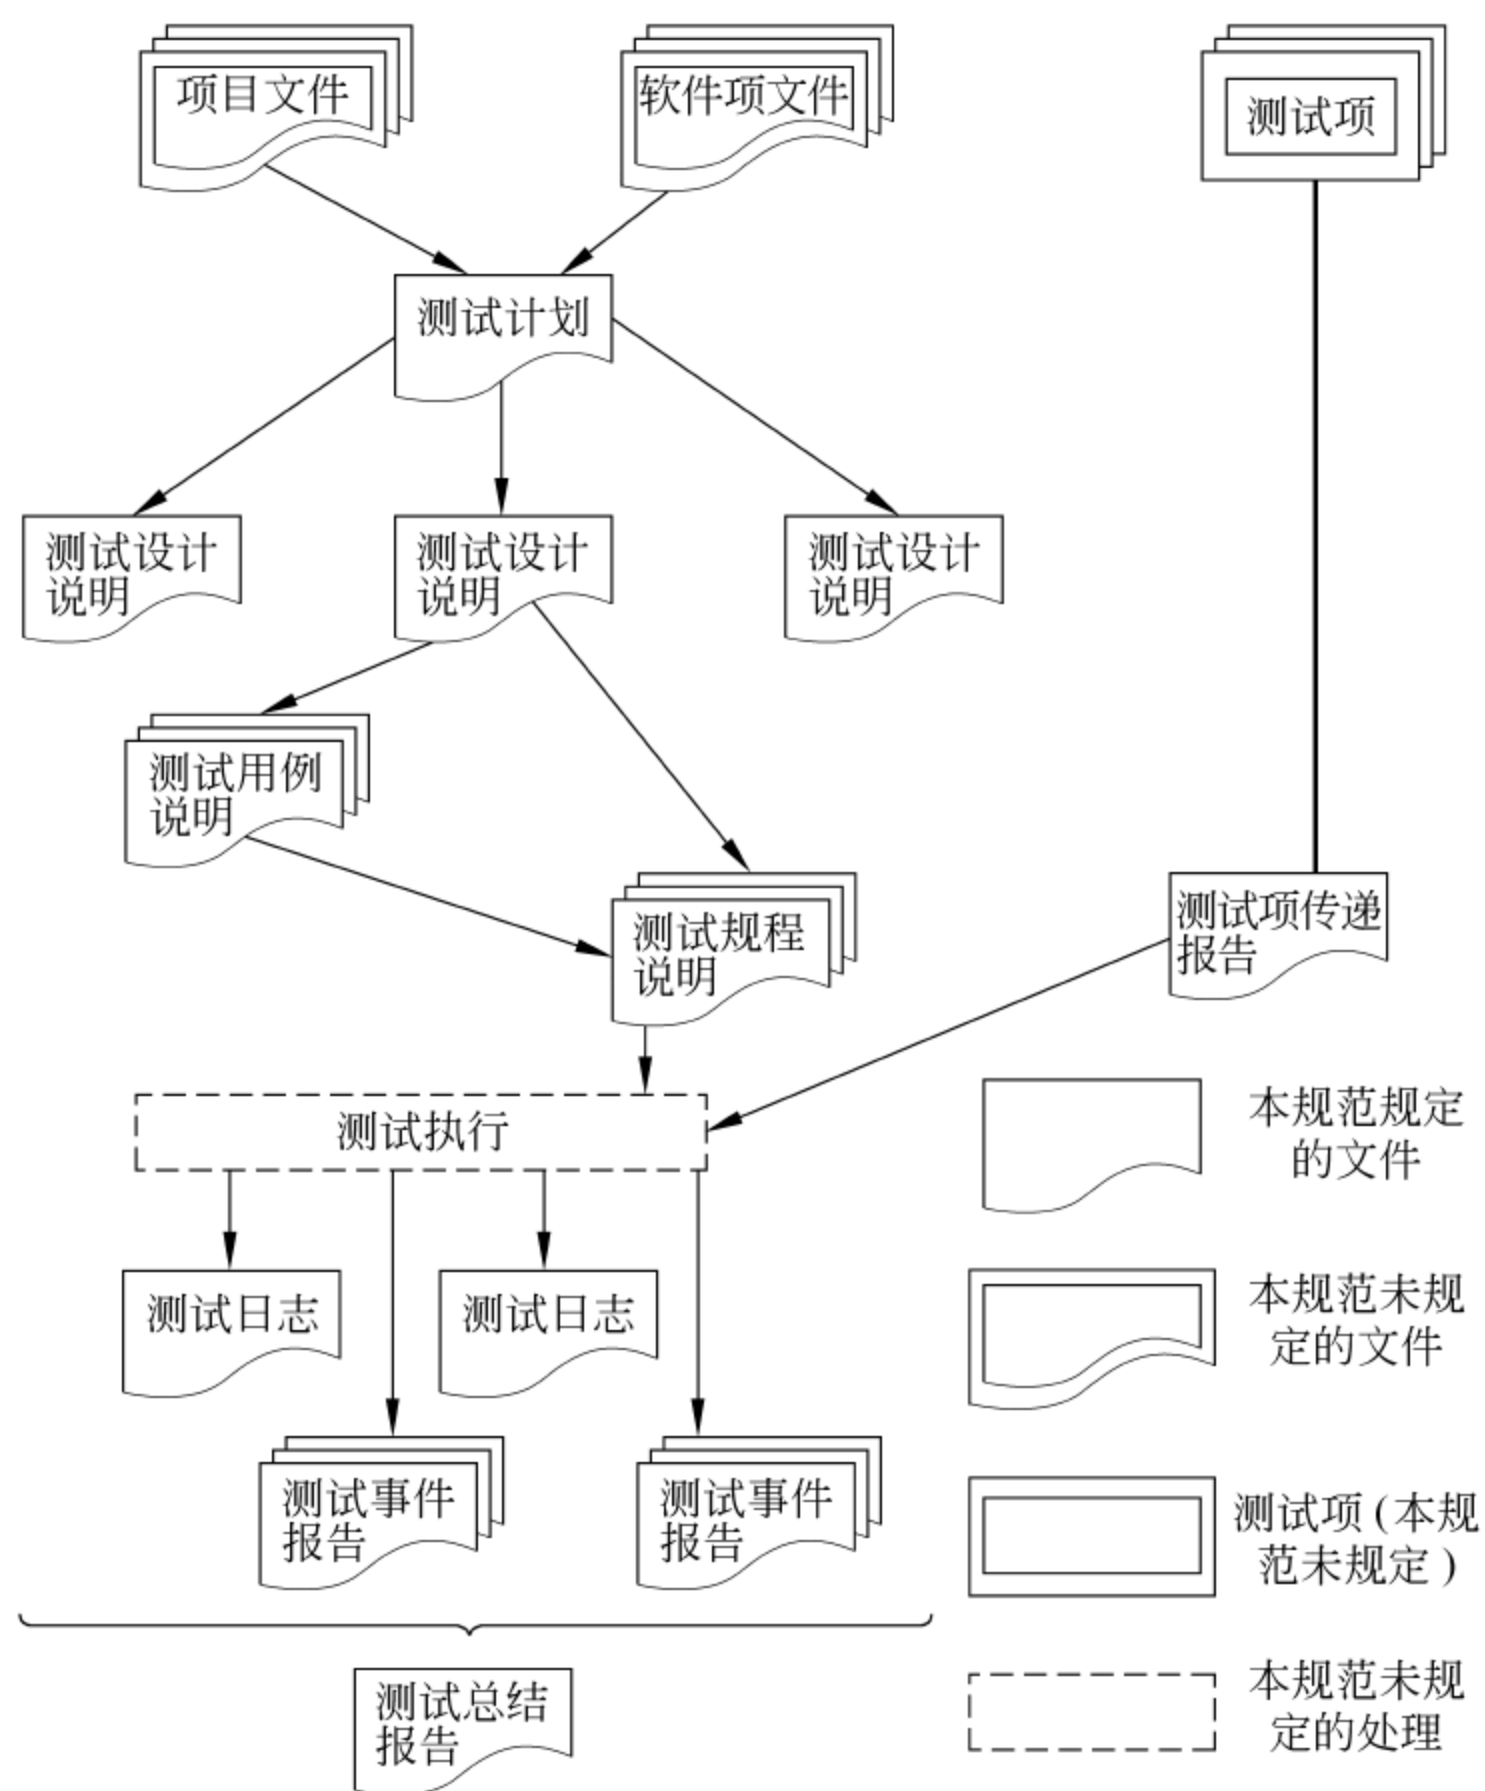 项目文件
软件项文件
测试项
测试计划
测试设计
说明
测试设计
说明
测试设计
说明
测试用例
说明
测试规程
说明
测试项传递
报告
测试执行
测试日志
测试日志
测试事件
报告
测试事件
报告
测试总结
报告
本规范规定
的文件
本规范未规
定的文件
测试项(本规
范未规定)
本规范未规
定的处理